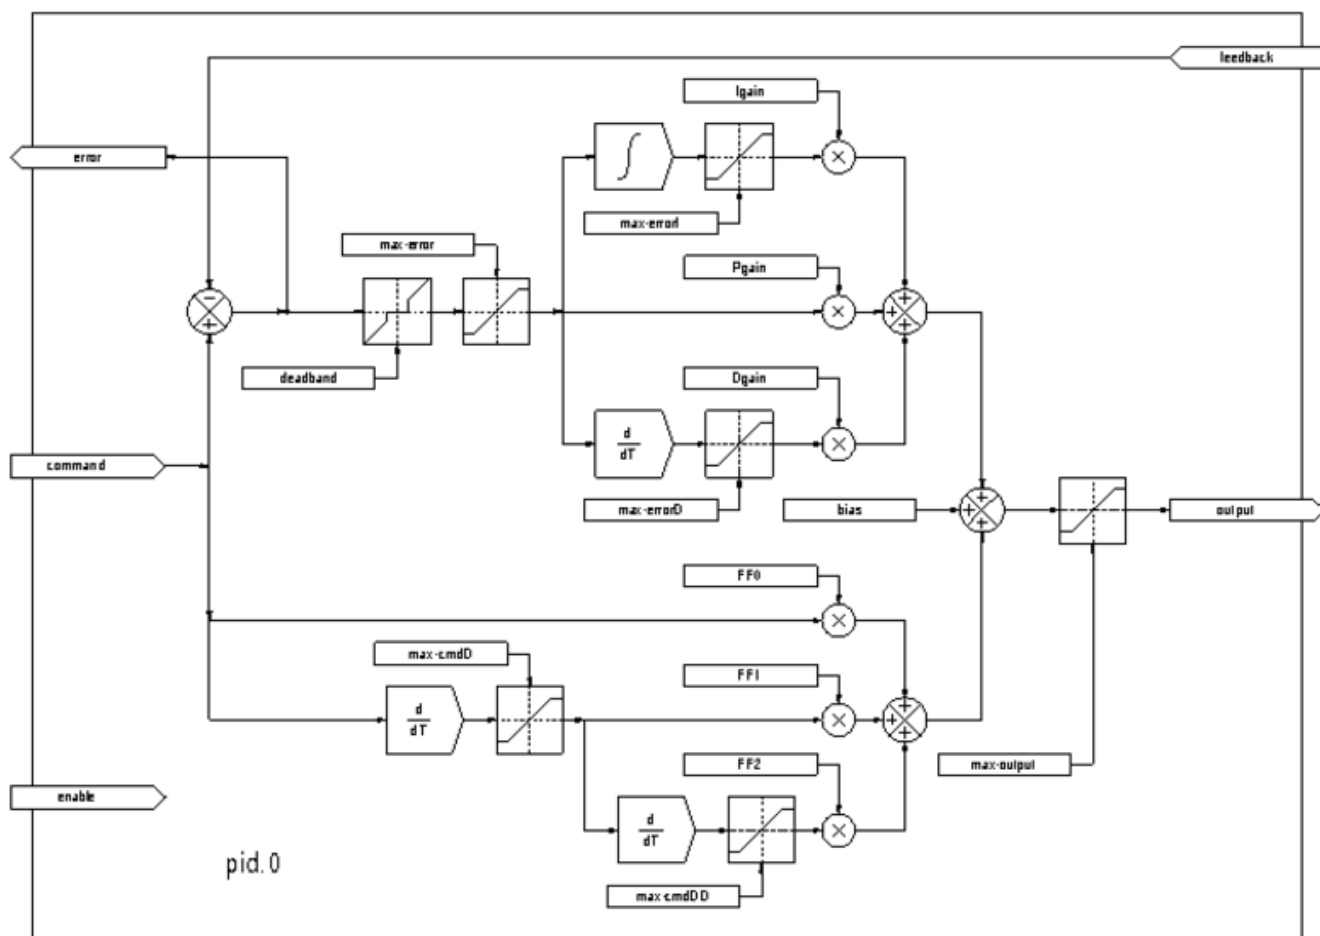 feedback
Igain
error
max-errorI
max-error
Pgain
deadband
Dgain
d
dT
command
max-errorD
bias
output
FF0
max-cmdD
FF1
d
dT
FF2
max-output
enable
d
dT
pid.0
max-cmdDD